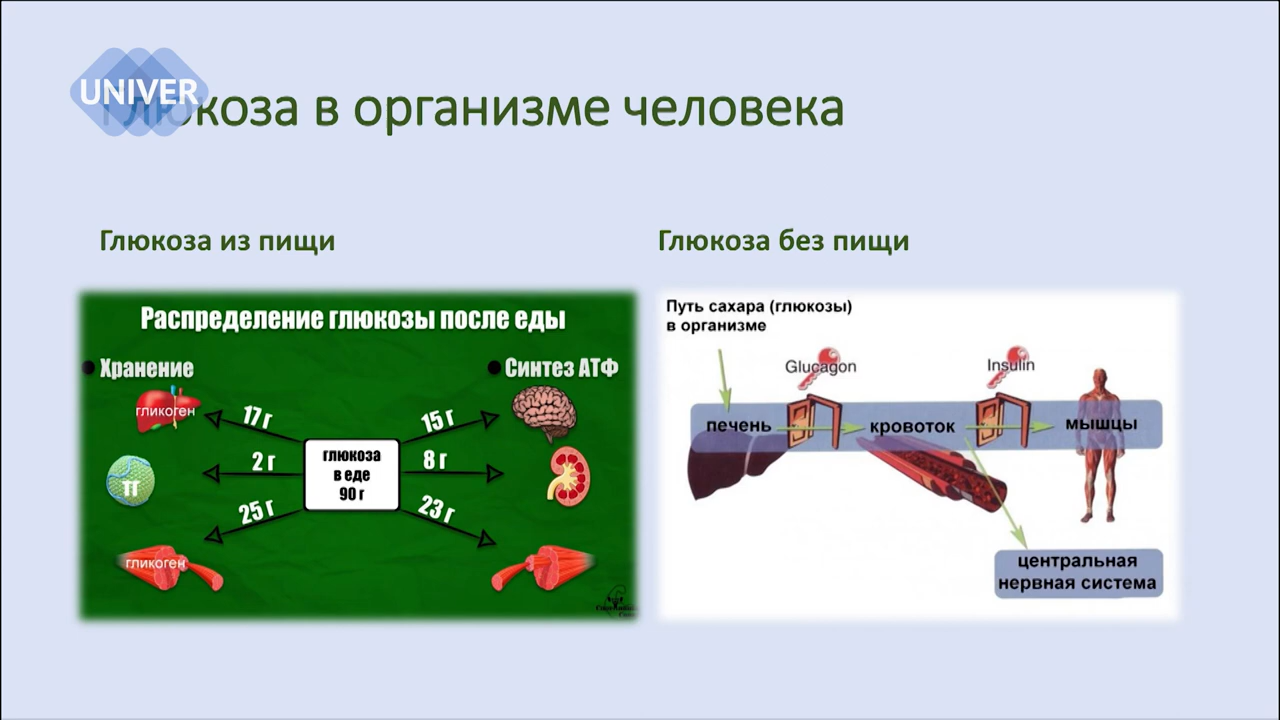 UNIVER
Глюкоза в организме человека
Глюкоза из пищи
Распределение глюкозы после еды
Хранение
Синтез АТФ
гликоген
17 г
15 г
глюкоза
в еде
90 г
2 г
8 г
25 г
23 г
гликоген
Глюкоза без пищи
Путь сахара (глюкозы)
в организме
Glucagon
Insulin
печень
кровоток
мышцы
центральная
нервная система